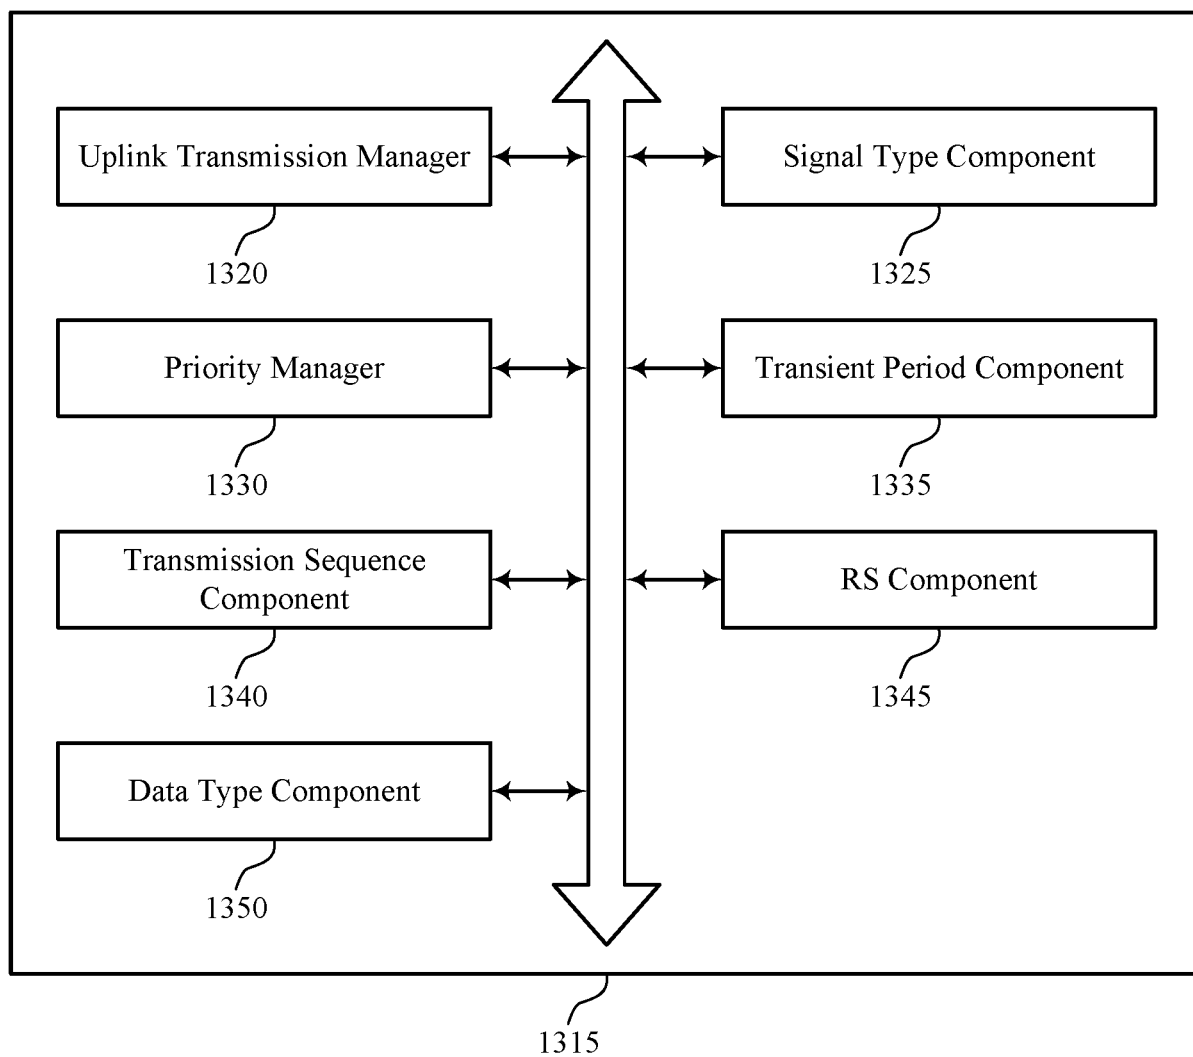 Uplink Transmission Manager
1320
Signal Type Component
1325
Priority Manager
1330
Transient Period Component
1335
Transmission Sequence
Component
1340
RS Component
1345
Data Type Component
1350
1315